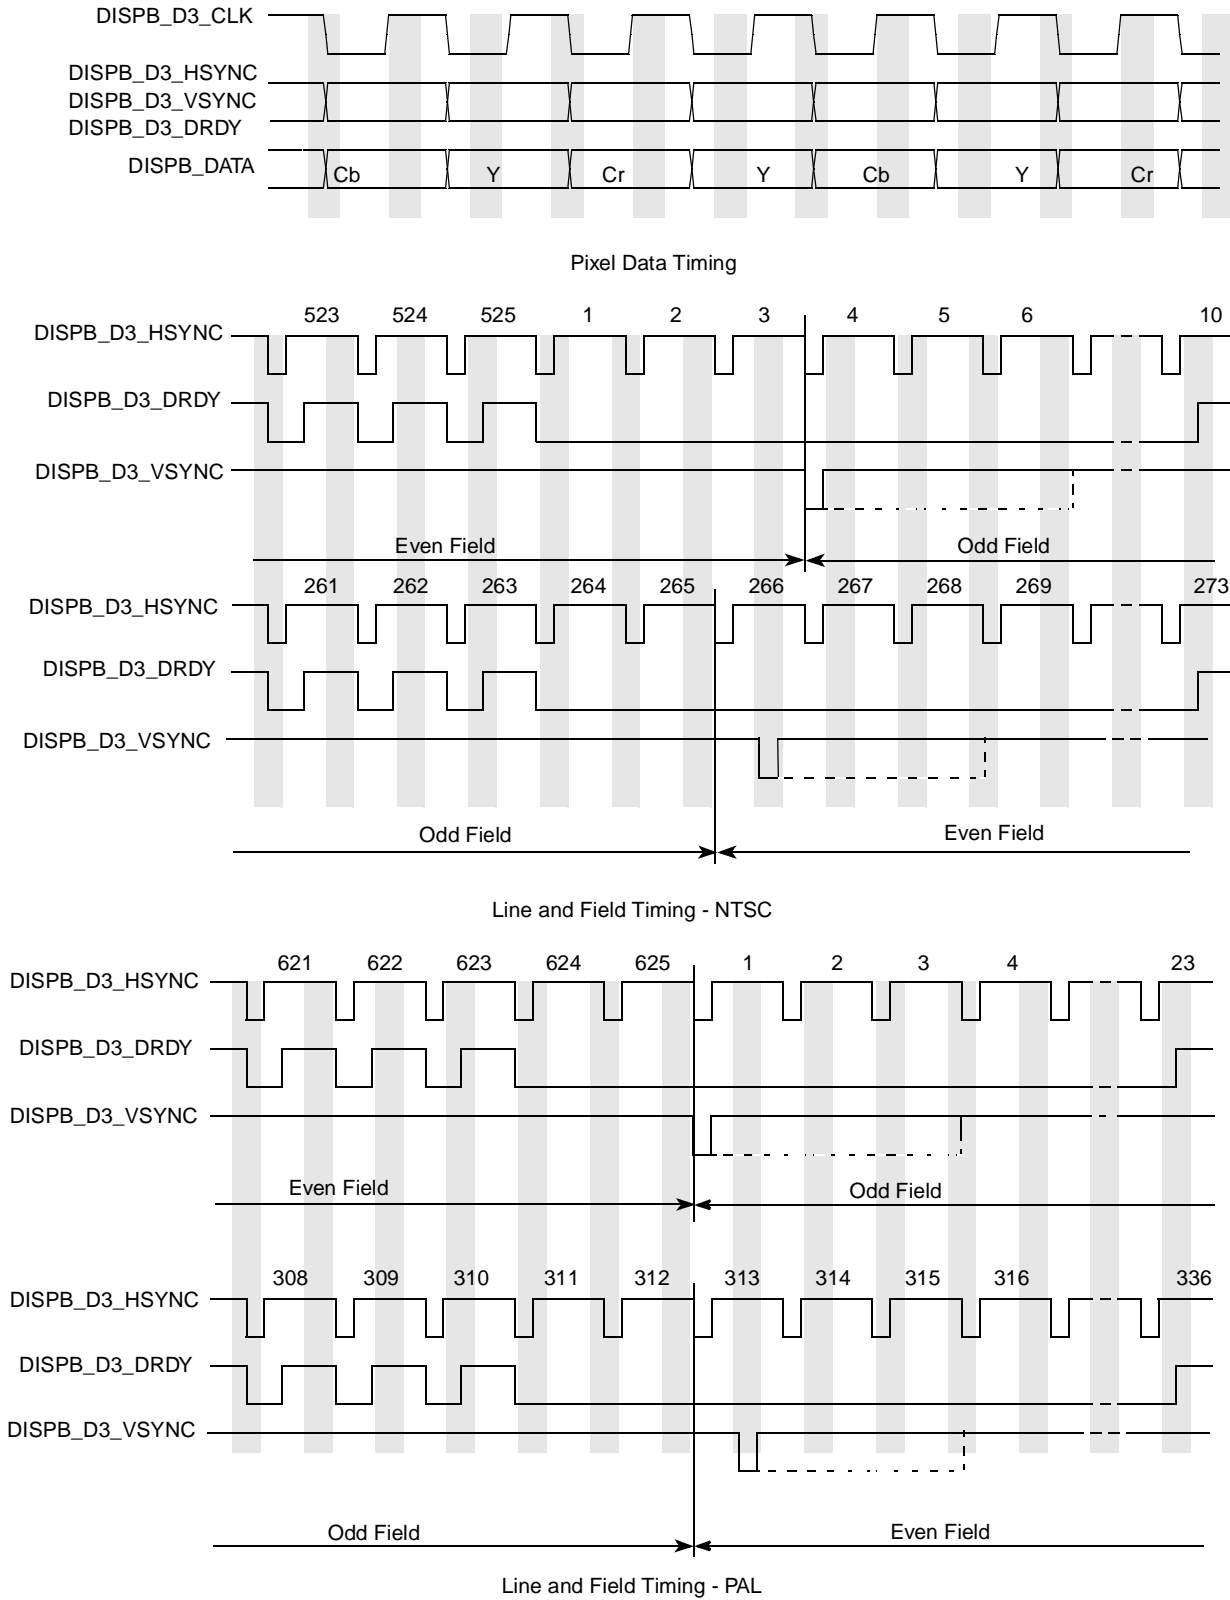 DISPB_D3_CLK
DISPB_D3_HSYNC
DISPB_D3_VSYNC
DISPB_D3_DRDY
DISPB_DATA Cb Y Cr Y Cb Y Cr
Pixel Data Timing
523 524 525 1 2 3 4 5 6 10
DISPB_D3_HSYNC
DISPB_D3_DRDY
DISPB_D3_VSYNC
Even Field Odd Field
261 262 263 264 265 266 267 268 269 273
DISPB_D3_HSYNC
DISPB_D3_DRDY
DISPB_D3_VSYNC
Odd Field Even Field
Line and Field Timing - NTSC
621 622 623 624 625 1 2 3 4 23
DISPB_D3_HSYNC
DISPB_D3_DRDY
DISPB_D3_VSYNC
Even Field Odd Field
308 309 310 311 312 313 314 315 316 336
DISPB_D3_HSYNC
DISPB_D3_DRDY
DISPB_D3_VSYNC
Odd Field Even Field
Line and Field Timing - PAL